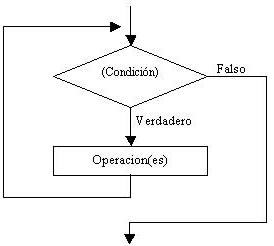 (Condición)
Falso
Verdadero
Operacion(es)